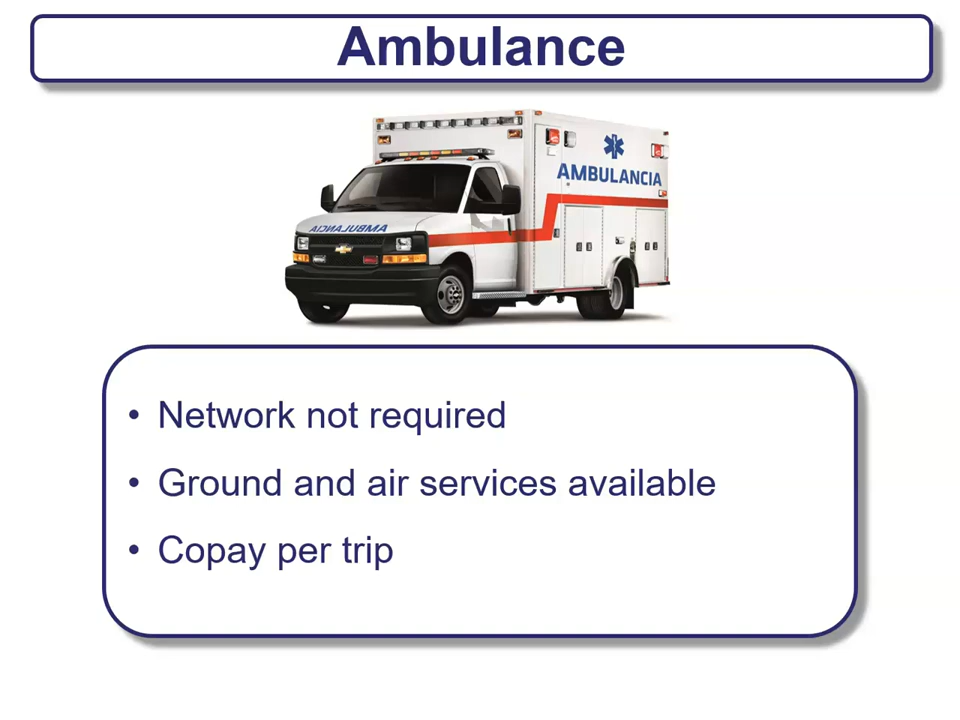 Ambulance
AMBULANCIA
AMBULANCIA
• Network not required
• Ground and air services available
• Copay per trip